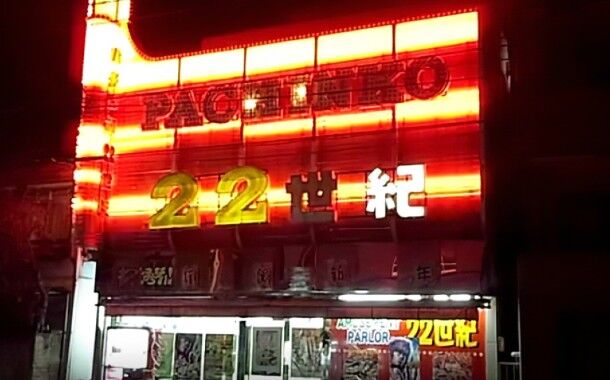 PACHINKO
22世紀
AMUSEMENT
PARLOR
22世紀